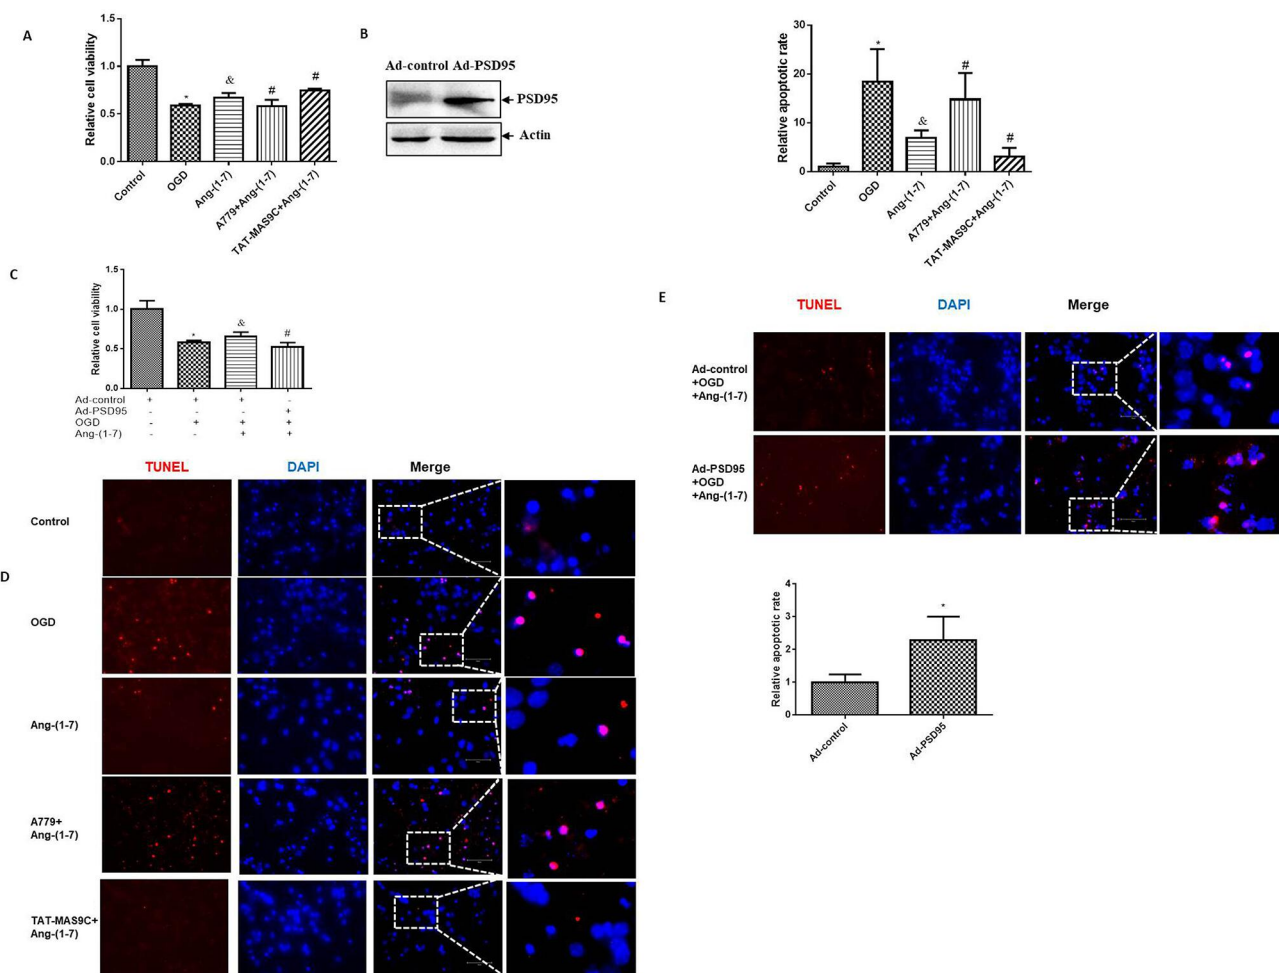 A
Relative cell viability
1.5
1.0
0.5
0.0
*
&
#
#
Control
OGD
Ang-(1-7)
A779+Ang-(1-7)
TAT-MAS9C+Ang-(1-7)
B
Ad-control Ad-PSD95
PSD95
Actin
Relative apoptotic rate
30
20
10
0
*
&
#
#
Control
OGD
Ang-(1-7)
A779+Ang-(1-7)
TAT-MAS9C+Ang-(1-7)
C
Relative cell viability
1.5
1.0
0.5
0.0
*
&
#
Ad-control + + + -
Ad-PSD95 - - - +
OGD - + + +
Ang-(1-7) - - + +
D
TUNEL DAPI Merge
Control
OGD
Ang-(1-7)
A779+
Ang-(1-7)
TAT-MAS9C+
Ang-(1-7)
E
TUNEL DAPI Merge
Ad-control
+OGD
+Ang-(1-7)
Ad-PSD95
+OGD
+Ang-(1-7)
Relative apoptotic rate
4
3
2
1
0
*
Ad-control
Ad-PSD95